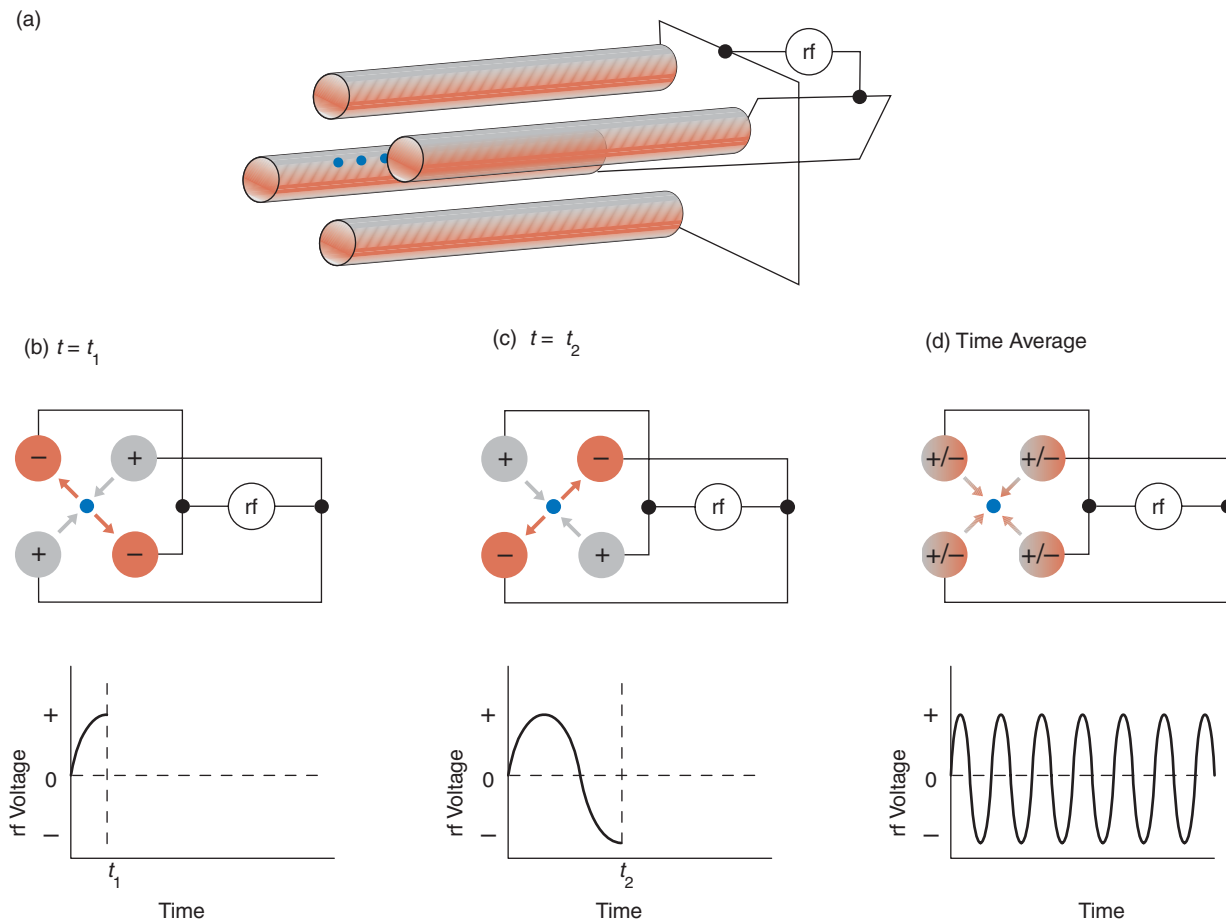 (a)
rf
(b) t = t1
(c) t = t2
(d) Time Average
− +
+ −
rf
+ −
− +
rf
+/− +/−
+/− +/−
rf
+
0
−
rf Voltage
t1
Time
+
0
−
rf Voltage
t2
Time
+
0
−
rf Voltage
Time